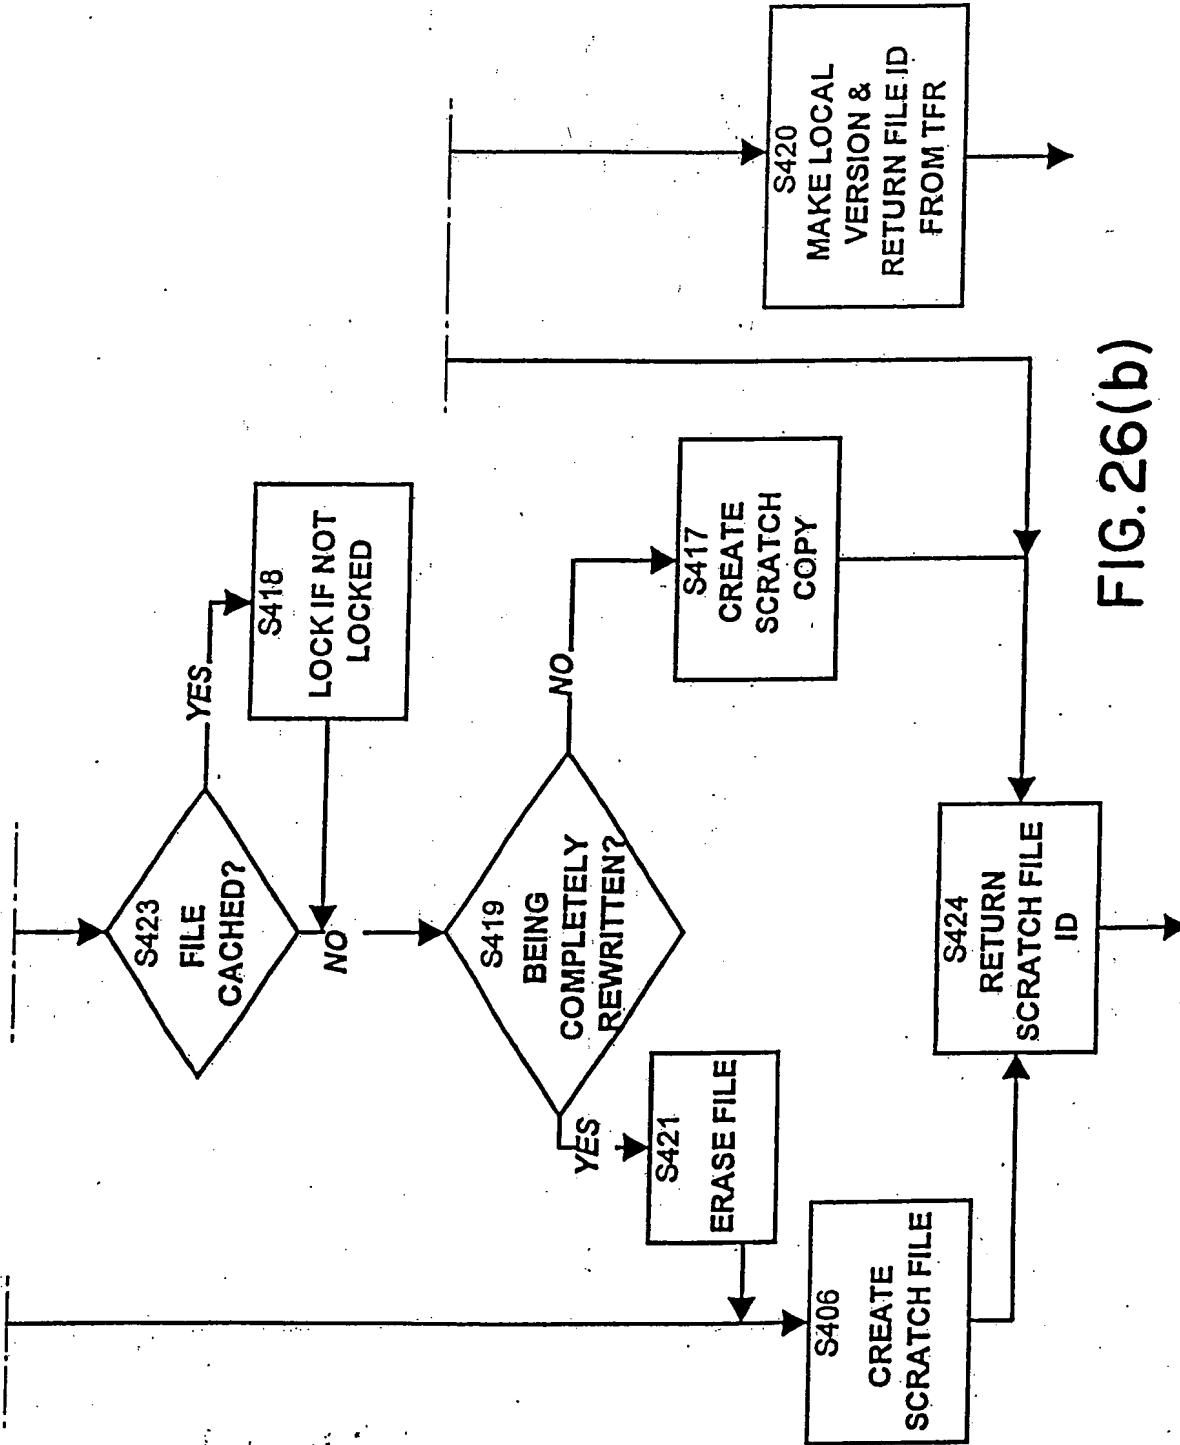 S423
FILE
CACHED?
YES
S418
LOCK IF NOT
LOCKED
NO
S419
BEING
COMPLETELY
REWRITTEN?
YES
NO
S421
ERASE FILE
S417
CREATE
SCRATCH
COPY
S420
MAKE LOCAL
VERSION &
RETURN FILE ID
FROM TFR
S406
CREATE
SCRATCH FILE
S424
RETURN
SCRATCH FILE
ID
FIG. 26(b)